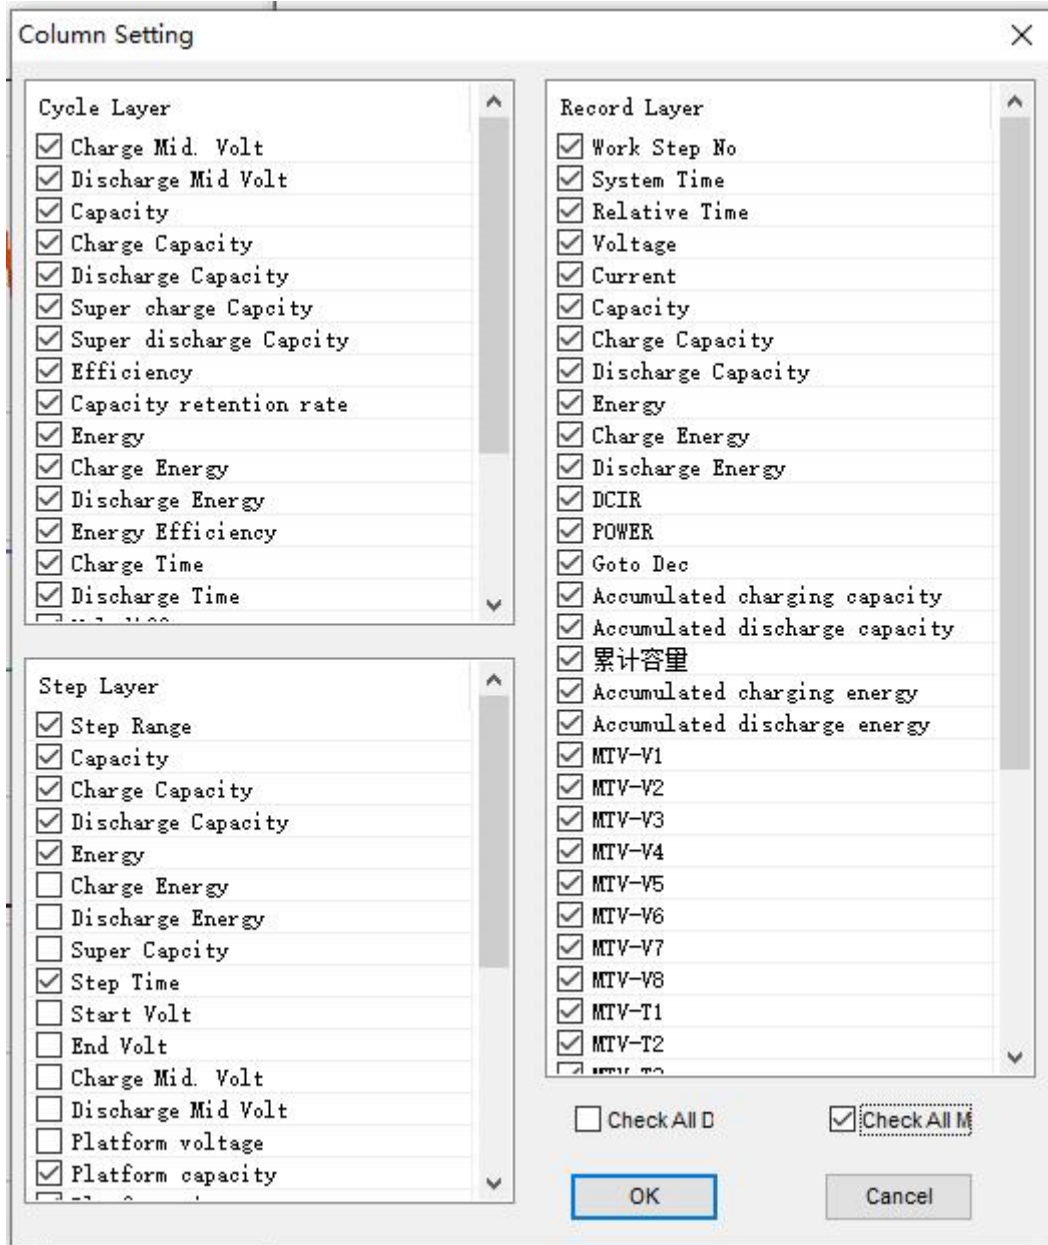 Column Setting
Cycle Layer
Charge Mid. Volt
Discharge Mid Volt
Capacity
Charge Capacity
Discharge Capacity
Super charge Capcity
Super discharge Capcity
Efficiency
Capacity retention rate
Energy
Charge Energy
Discharge Energy
Energy Efficiency
Charge Time
Discharge Time
Step Layer
Step Range
Capacity
Charge Capacity
Discharge Capacity
Energy
Charge Energy
Discharge Energy
Super Capcity
Step Time
Start Volt
End Volt
Charge Mid. Volt
Discharge Mid Volt
Platform voltage
Platform capacity
Record Layer
Work Step No
System Time
Relative Time
Voltage
Current
Capacity
Charge Capacity
Discharge Capacity
Energy
Charge Energy
Discharge Energy
DCIR
POWER
Goto Dec
Accumulated charging capacity
Accumulated discharge capacity
累计容量
Accumulated charging energy
Accumulated discharge energy
MTV-V1
MTV-V2
MTV-V3
MTV-V4
MTV-V5
MTV-V6
MTV-V7
MTV-V8
MTV-T1
MTV-T2
Check All D
Check All M
OK
Cancel